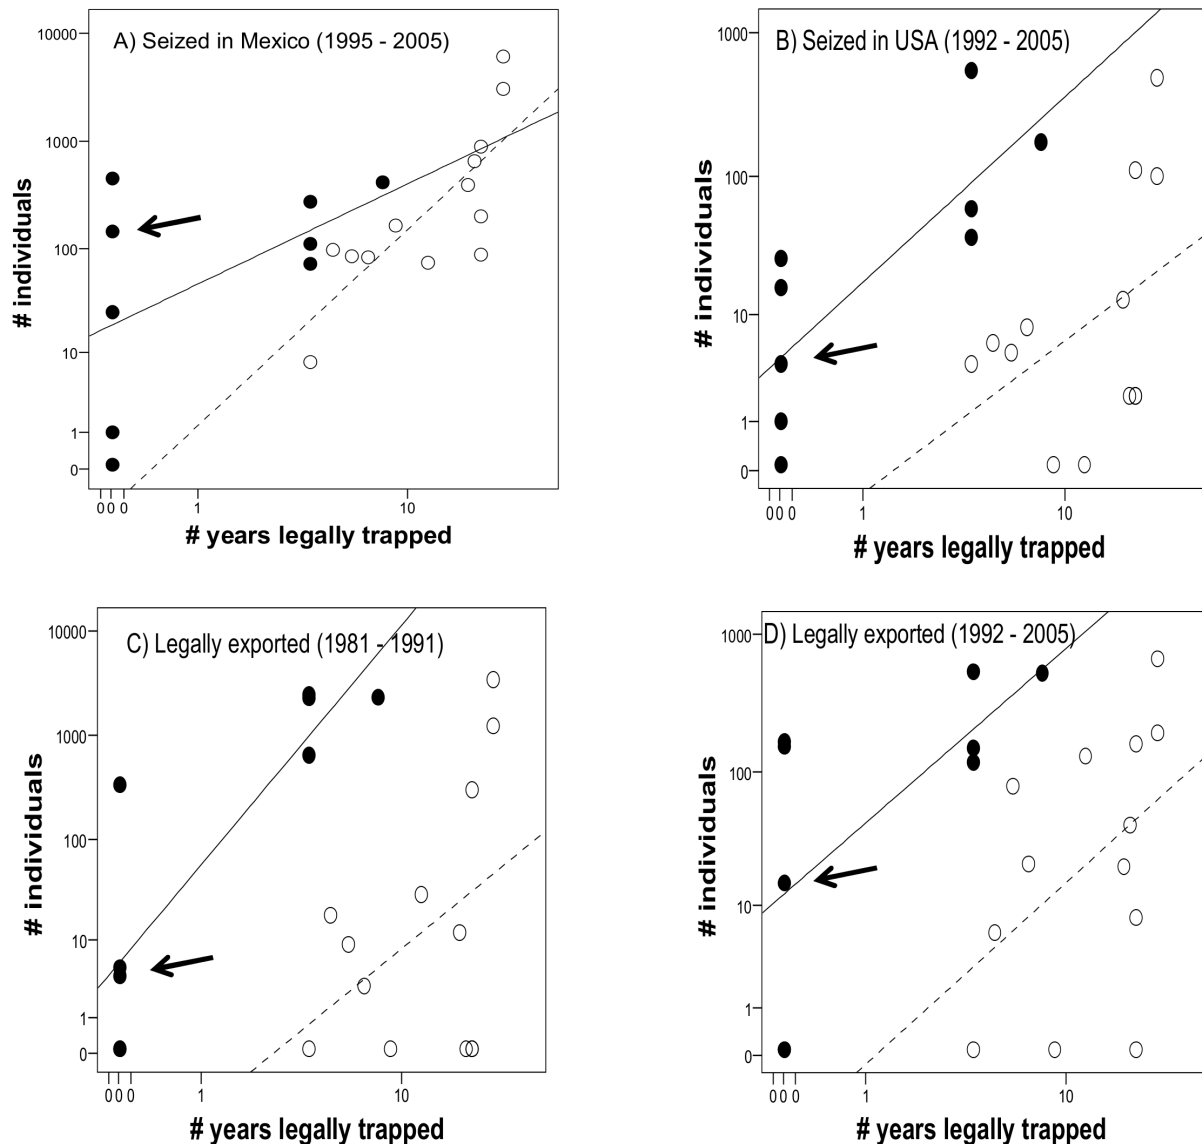 A) Seized in Mexico (1995 - 2005)
10000
1000
100
10
1
0
# individuals
0 0 0 1 10
# years legally trapped
B) Seized in USA (1992 - 2005)
1000
100
10
1
0
# individuals
0 0 0 1 10
# years legally trapped
C) Legally exported (1981 - 1991)
10000
1000
100
10
1
0
# individuals
0 0 0 1 10
# years legally trapped
D) Legally exported (1992 - 2005)
1000
100
10
1
0
# individuals
0 0 0 1 10
# years legally trapped